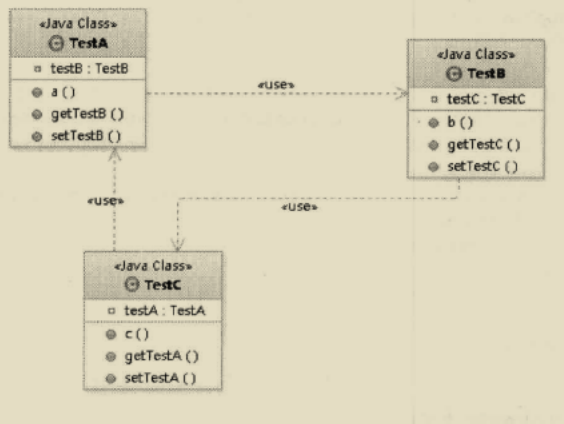 «Java Class»
TestA
testB : TestB
a ( )
getTestB ( )
setTestB ( )
«use»
«Java Class»
TestB
testC : TestC
b ( )
getTestC ( )
setTestC ( )
«use»
«use»
«Java Class»
TestC
testA : TestA
c ( )
getTestA ( )
setTestA ( )